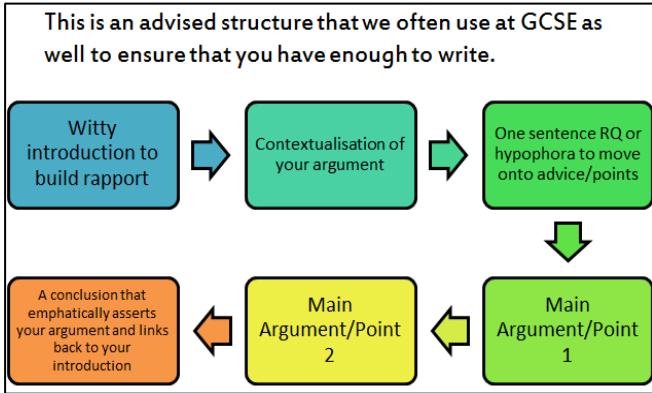 This is an advised structure that we often use at GCSE as
well to ensure that you have enough to write.
Witty
introduction to
build rapport
Contextualisation of
your argument
One sentence RQ or
hypophora to move
onto advice/points
Main
Argument/Point
1
Main
Argument/Point
2
A conclusion that
emphatically asserts
your argument and links
back to your
introduction